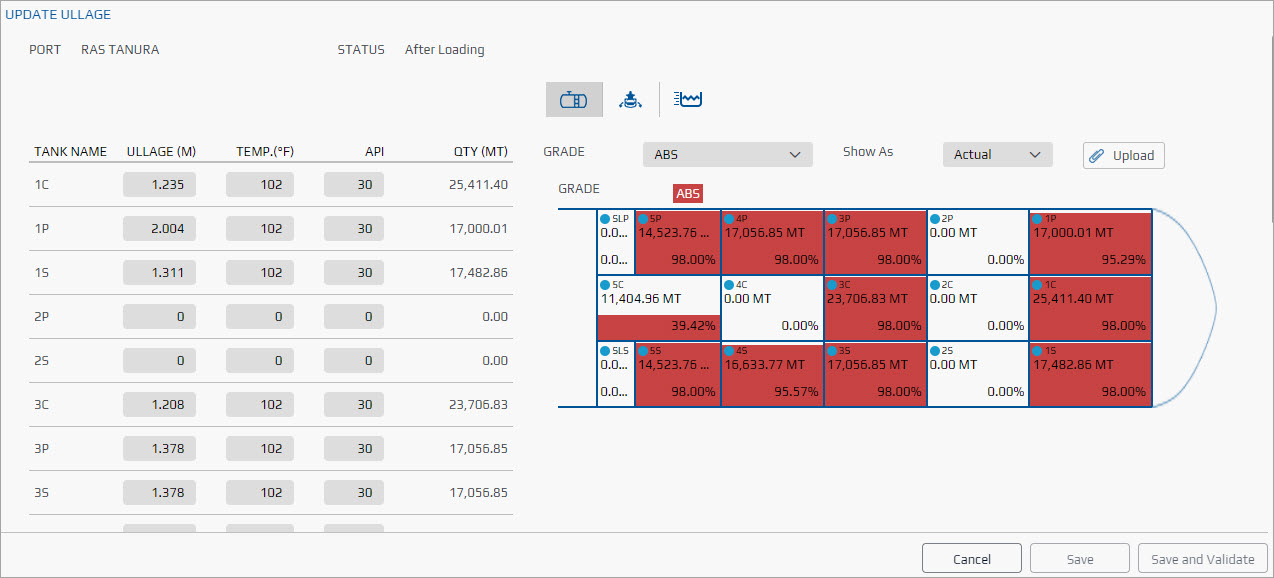 UPDATE ULLAGE
PORT RAS TANURA STATUS After Loading
TANK NAME ULLAGE (M) TEMP.(°F) API QTY (MT)
1C 1.235 102 30 25,411.40
1P 2.004 102 30 17,000.01
1S 1.311 102 30 17,482.86
2P 0 0 0 0.00
2S 0 0 0 0.00
3C 1.208 102 30 23,706.83
3P 1.378 102 30 17,056.85
3S 1.378 102 30 17,056.85
GRADE ABS Show As Actual Upload
GRADE ABS
SLP 5P 4P 3P 2P 1P
0.0... 14,523.76 ... 17,056.85 MT 17,056.85 MT 0.00 MT 17,000.01 MT
0.0... 98.00% 98.00% 98.00% 0.00% 95.29%
5C 4C 3C 2C 1C
11,404.96 MT 0.00 MT 23,706.83 MT 0.00 MT 25,411.40 MT
39.42% 0.00% 98.00% 0.00% 98.00%
SLS 5S 4S 3S 2S 1S
0.0... 14,523.76 ... 16,633.77 MT 17,056.85 MT 0.00 MT 17,482.86 MT
0.0... 98.00% 95.57% 98.00% 0.00% 98.00%
Cancel Save Save and Validate